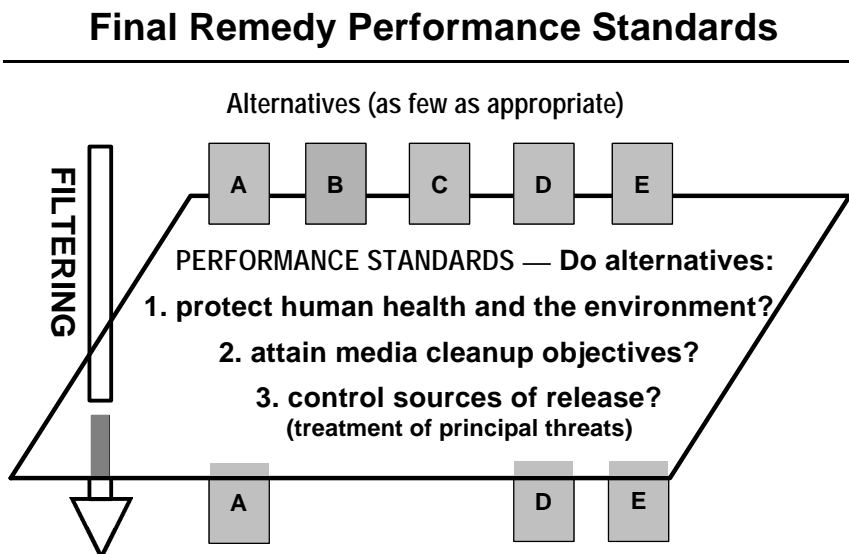 Final Remedy Performance Standards
Alternatives (as few as appropriate)
FILTERING
A B C D E
PERFORMANCE STANDARDS — Do alternatives:
1. protect human health and the environment?
2. attain media cleanup objectives?
3. control sources of release?
(treatment of principal threats)
A D E